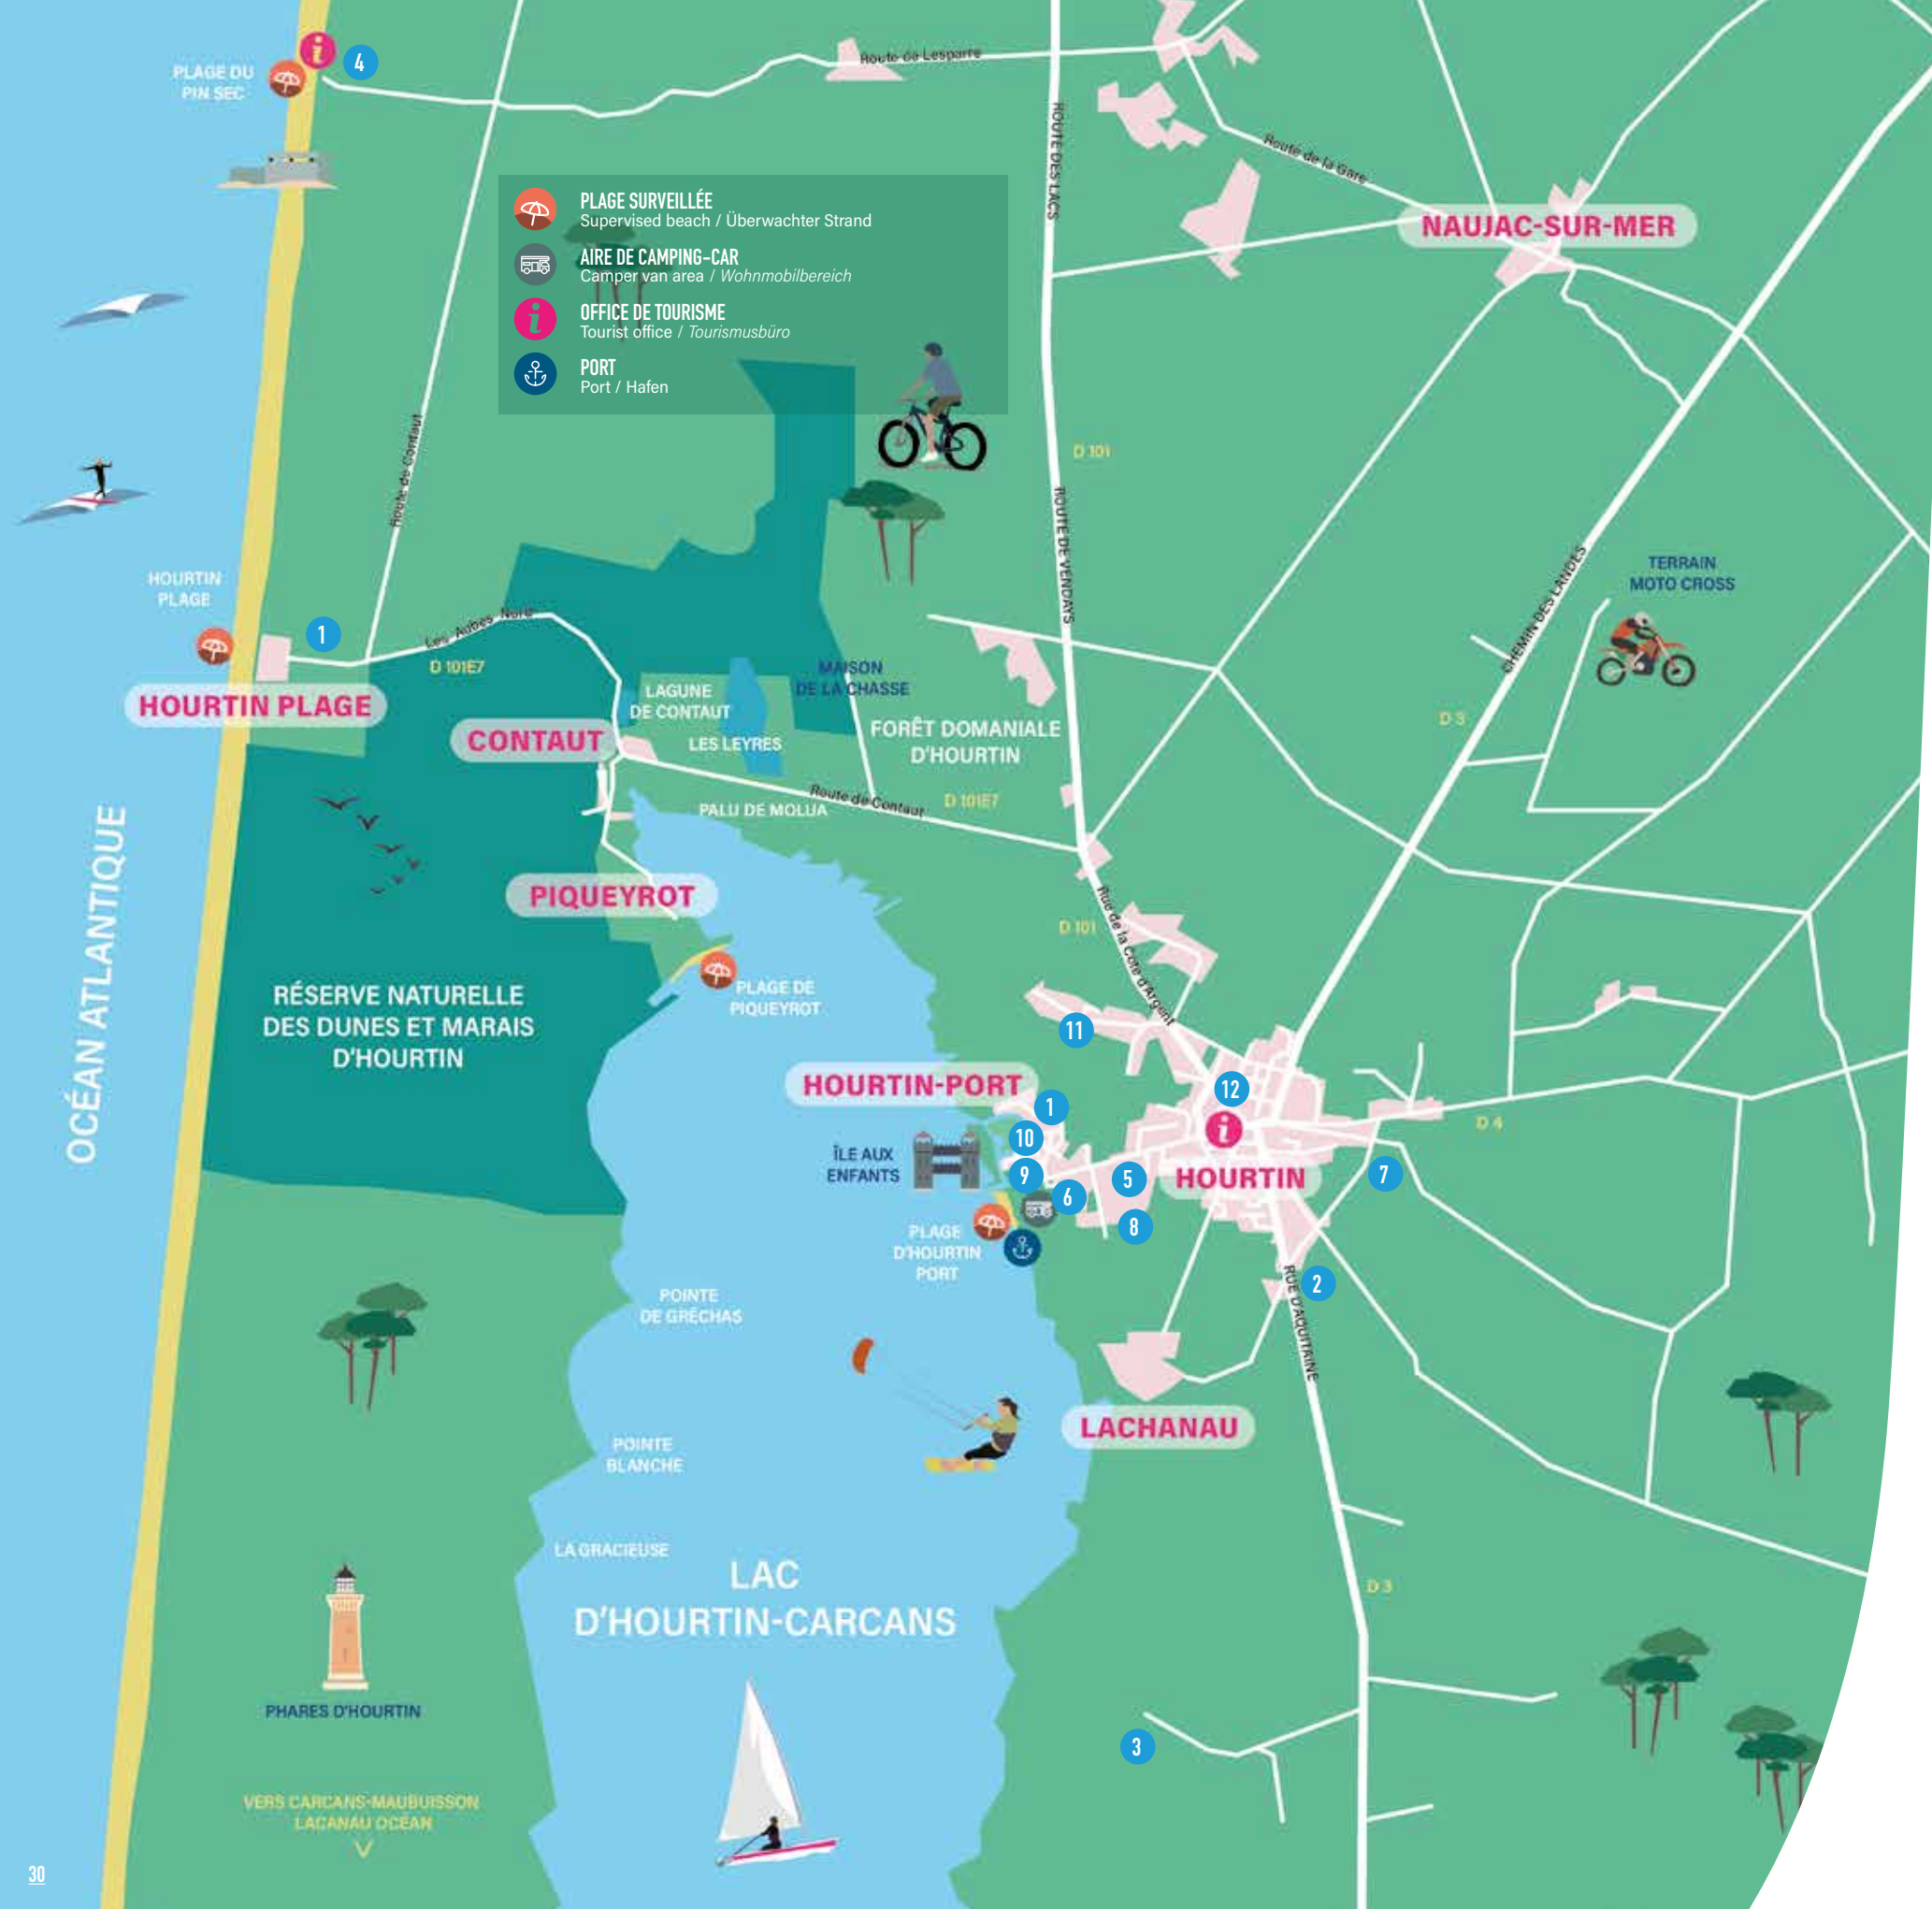 PLAGE DU
PIN SEC
4
Route de Lesparre
ROUTE DES LACS
Route de la Gare
NAUJAC-SUR-MER
PLAGE SURVEILLÉE
Supervised beach / Überwachter Strand
AIRE DE CAMPING-CAR
Camper van area / Wohnmobilbereich
OFFICE DE TOURISME
Tourist office / Tourismusbüro
PORT
Port / Hafen
Route de Contaut
D 101
ROUTE DE VENDAYS
CHEMIN DES LANDES
TERRAIN
MOTO CROSS
HOURTIN
PLAGE
1
Les Aubes Nord
D 101E7
HOURTIN PLAGE
LAGUNE
DE CONTAUT
MAISON
DE LA CHASSE
CONTAUT
LES LEYRES
FORÊT DOMANIALE
D'HOURTIN
D 3
PALU DE MOLUA
Route de Contaut
D 101E7
OCÉAN ATLANTIQUE
PIQUEYROT
D 101
Rue de la Côte d'Argent
PLAGE DE
PIQUEYROT
RÉSERVE NATURELLE
DES DUNES ET MARAIS
D'HOURTIN
11
HOURTIN-PORT
1
12
10
D 4
ÎLE AUX
ENFANTS
9
5
HOURTIN
7
6
8
PLAGE
D'HOURTIN
PORT
2
RUE D'AQUITAINE
POINTE
DE GRÉCHAS
LACHANAU
POINTE
BLANCHE
LA GRACIEUSE
LAC
D'HOURTIN-CARCANS
D 3
PHARES D'HOURTIN
3
VERS CARCANS-MAUBUISSON
LACANAU OCÉAN
30